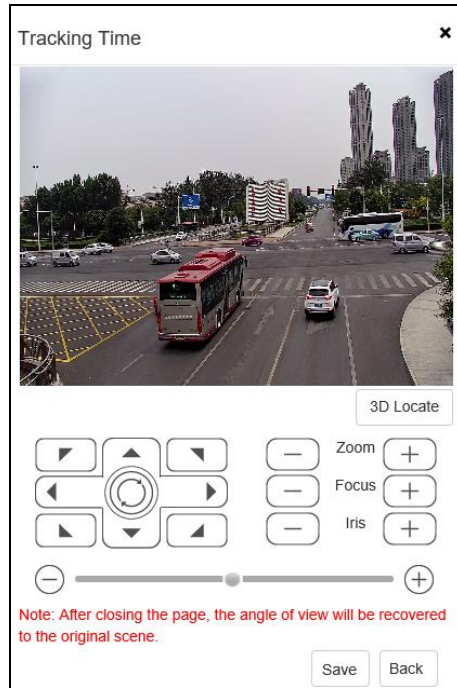 Tracking Time
3D Locate
Zoom
Focus
Iris
Note: After closing the page, the angle of view will be recovered
to the original scene.
Save Back